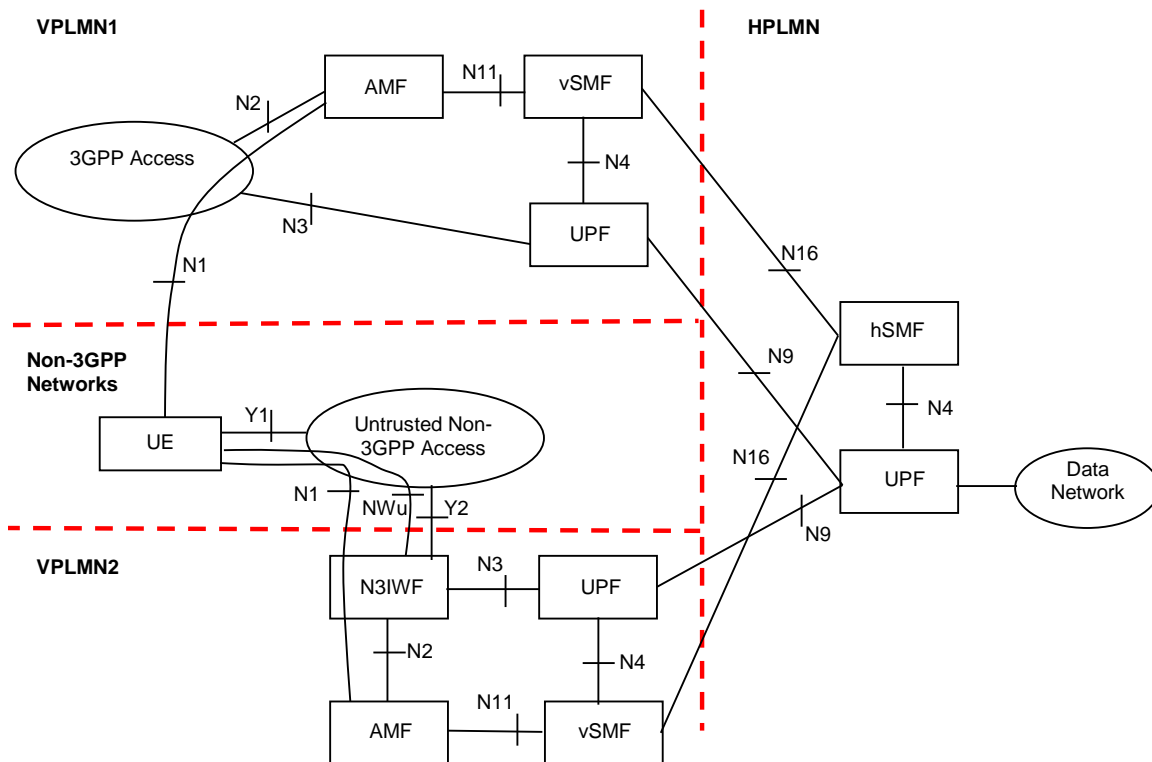 VPLMN1
HPLMN
N11
AMF
vSMF
N2
3GPP Access
N4
N3
UPF
N1
N16
hSMF
Non-3GPP
Networks
N9
N4
Y1
Untrusted Non-
3GPP Access
UE
N16
UPF
Data
Network
N1
NWu
Y2
N9
VPLMN2
N3
N3IWF
UPF
N2
N4
N11
AMF
vSMF